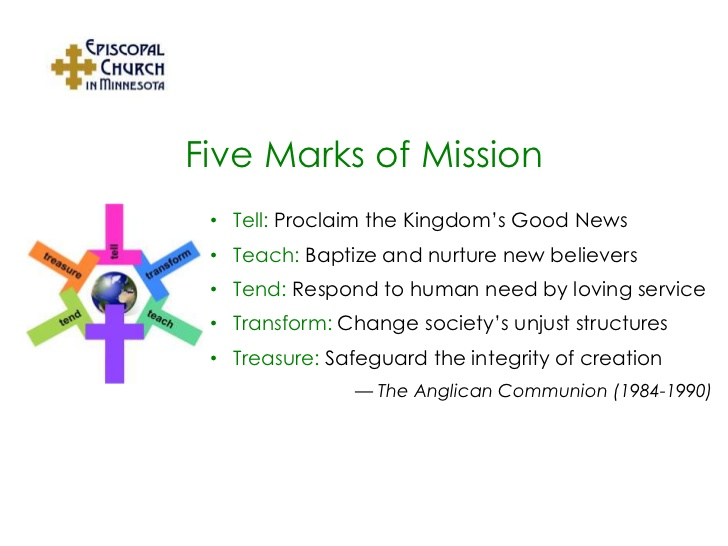 EPISCOPAL
CHURCH
IN MINNESOTA
Five Marks of Mission
• Tell: Proclaim the Kingdom’s Good News
• Teach: Baptize and nurture new believers
• Tend: Respond to human need by loving service
• Transform: Change society’s unjust structures
• Treasure: Safeguard the integrity of creation
— The Anglican Communion (1984-1990)
tell
treasure
transform
tend
teach